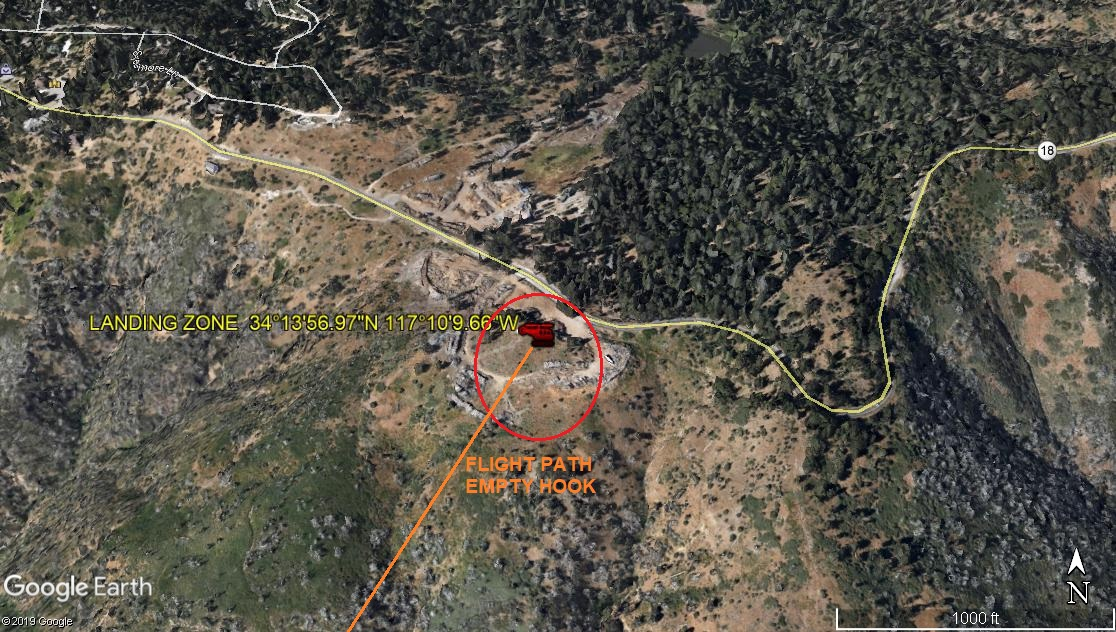 18
LANDING ZONE 34°13'56.97"N 117°10'9.66"W
FLIGHT PATH
EMPTY HOOK
Google Earth
©2019 Google
N
1000 ft